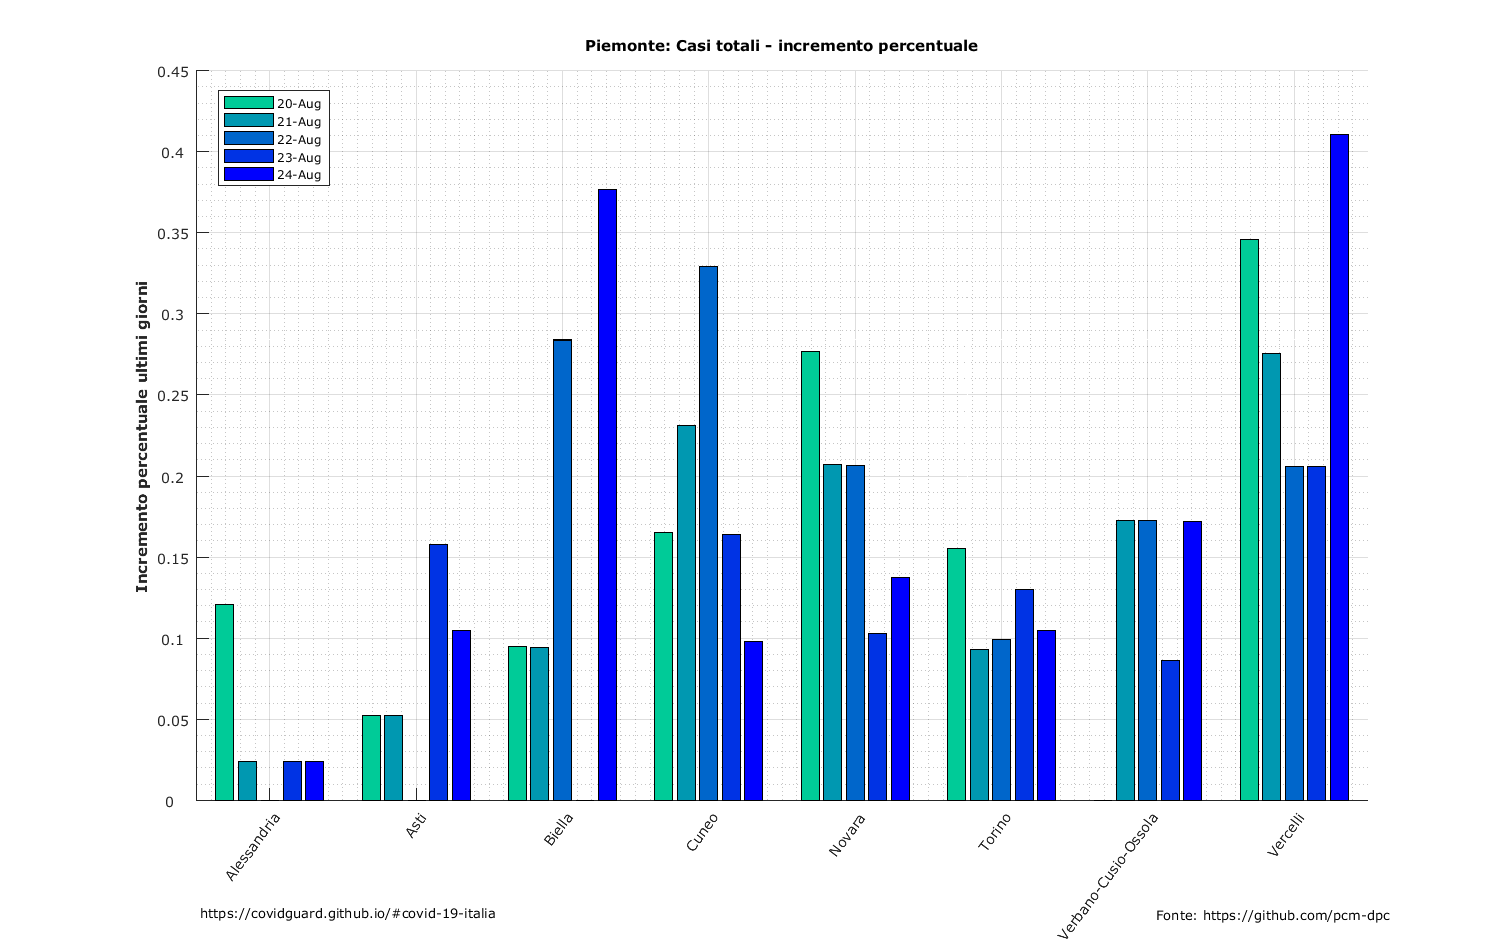 Piemonte: Casi totali - incremento percentuale
Incremento percentuale ultimi giorni
0.45
0.4
0.35
0.3
0.25
0.2
0.15
0.1
0.05
0
20-Aug
21-Aug
22-Aug
23-Aug
24-Aug
Alessandria
Asti
Biella
Cuneo
Novara
Torino
Verbano-Cusio-Ossola
Vercelli
https://covidguard.github.io/#covid-19-italia
Fonte: https://github.com/pcm-dpc